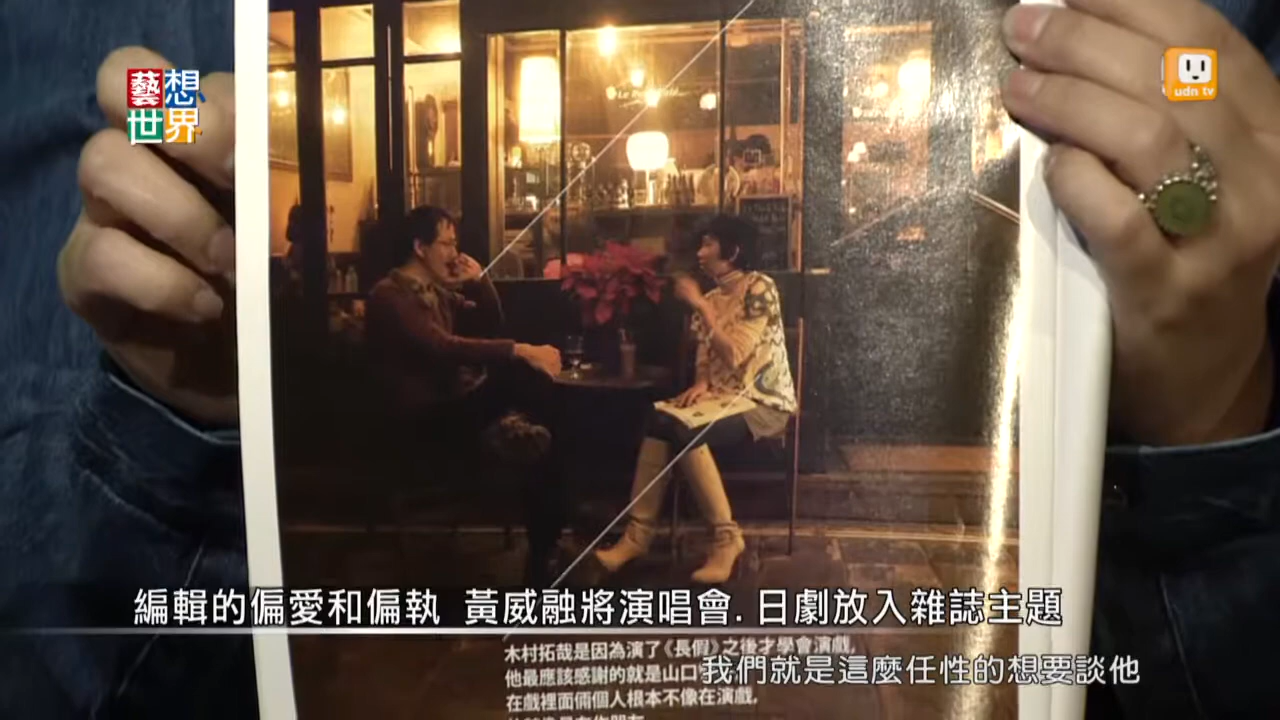 藝想
世界
udn tv
編輯的偏愛和偏執 黃威融將演唱會.日劇放入雜誌主題
木村拓哉是因為演了《長假》之後才學會演戲,
他最應該感謝的就是山口
我們就是這麼任性的想要談他
在戲裡面倆個人根本不像在演戲,